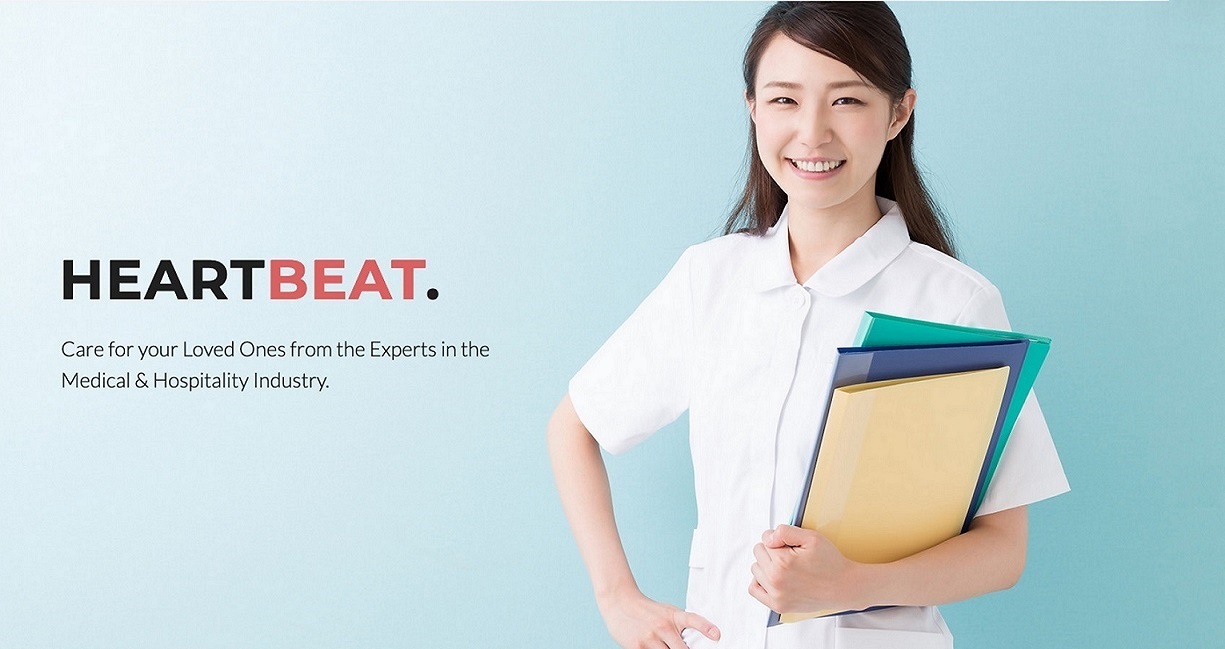 HEARTBEAT.
Care for your Loved Ones from the Experts in the
Medical & Hospitality Industry.